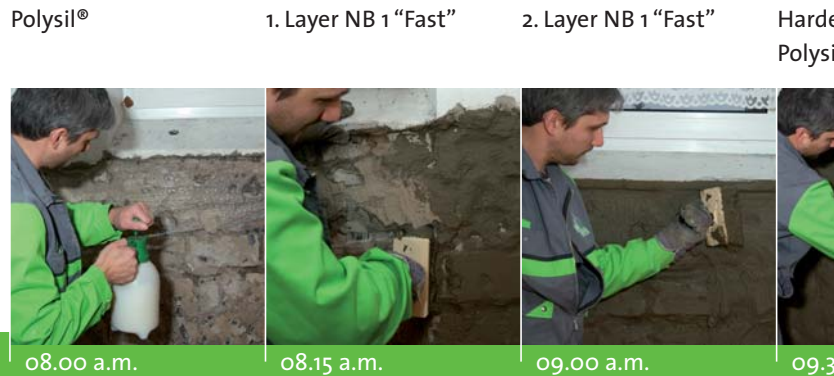 Polysil®
1. Layer NB 1 “Fast”
2. Layer NB 1 “Fast”
08.00 a.m.
08.15 a.m.
09.00 a.m.